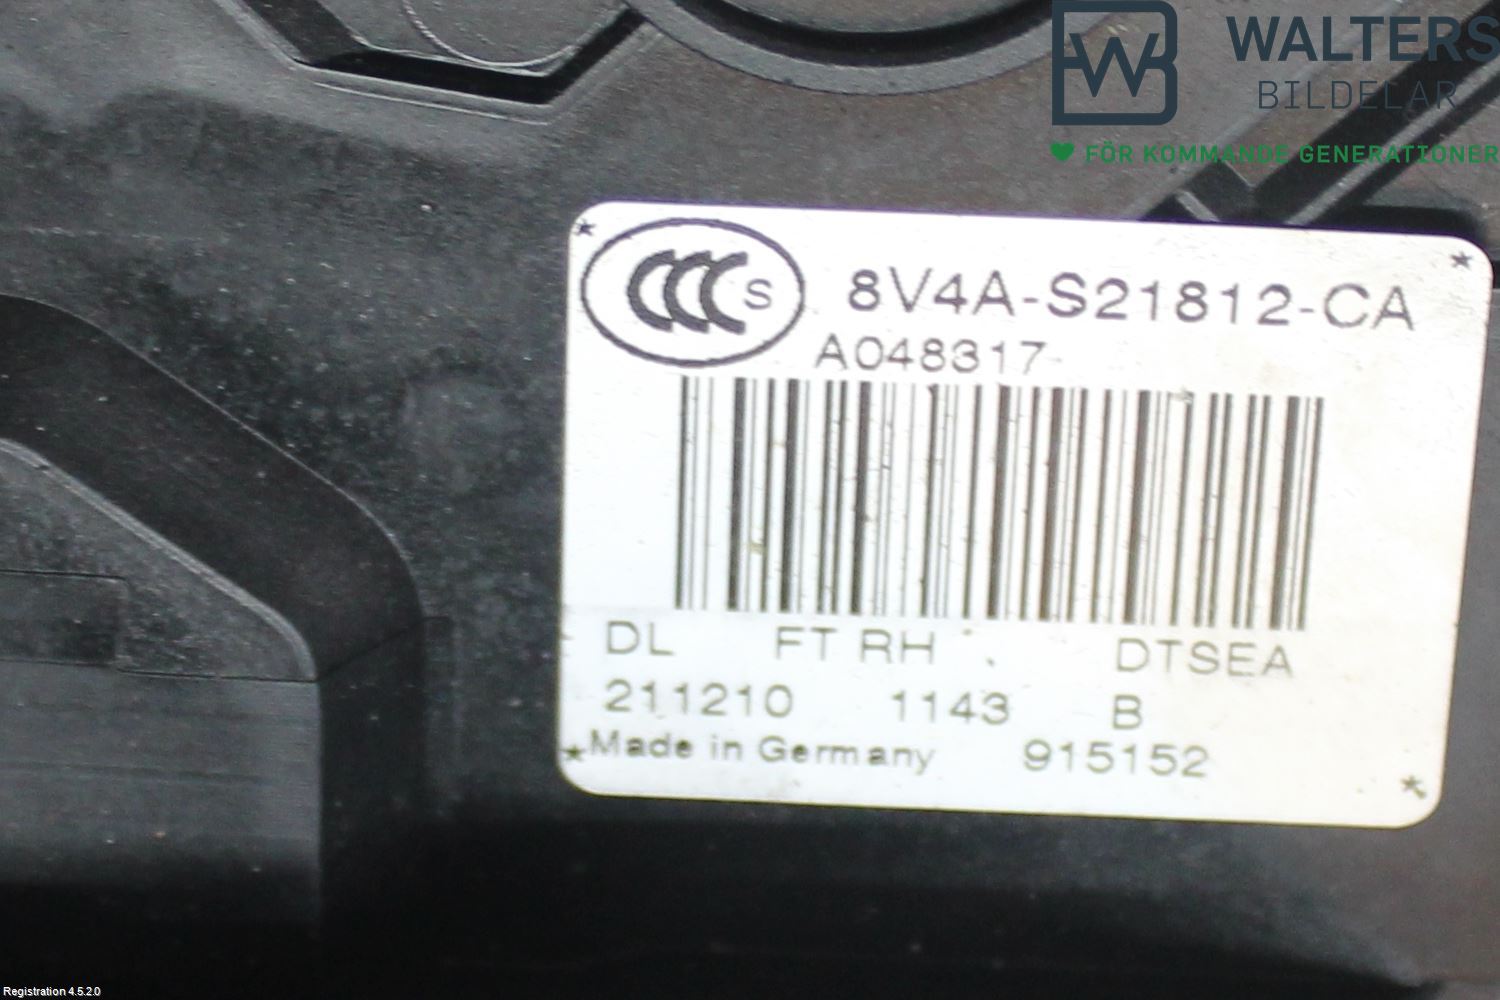 WALTERS
BILDELAR
FÖR KOMMANDE GENERATIONER
CCC S 8V4A-S21812-CA
A048317
DL FT RH DTSEA
211210 1143 B
Made in Germany 915152
Registration 4.5.2.0